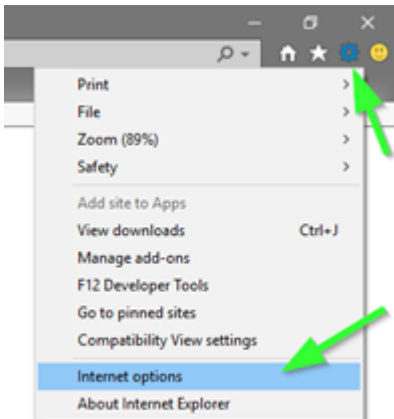 Print
File
Zoom (89%)
Safety
Add site to Apps
View downloads Ctrl+J
Manage add-ons
F12 Developer Tools
Go to pinned sites
Compatibility View settings
Internet options
About Internet Explorer